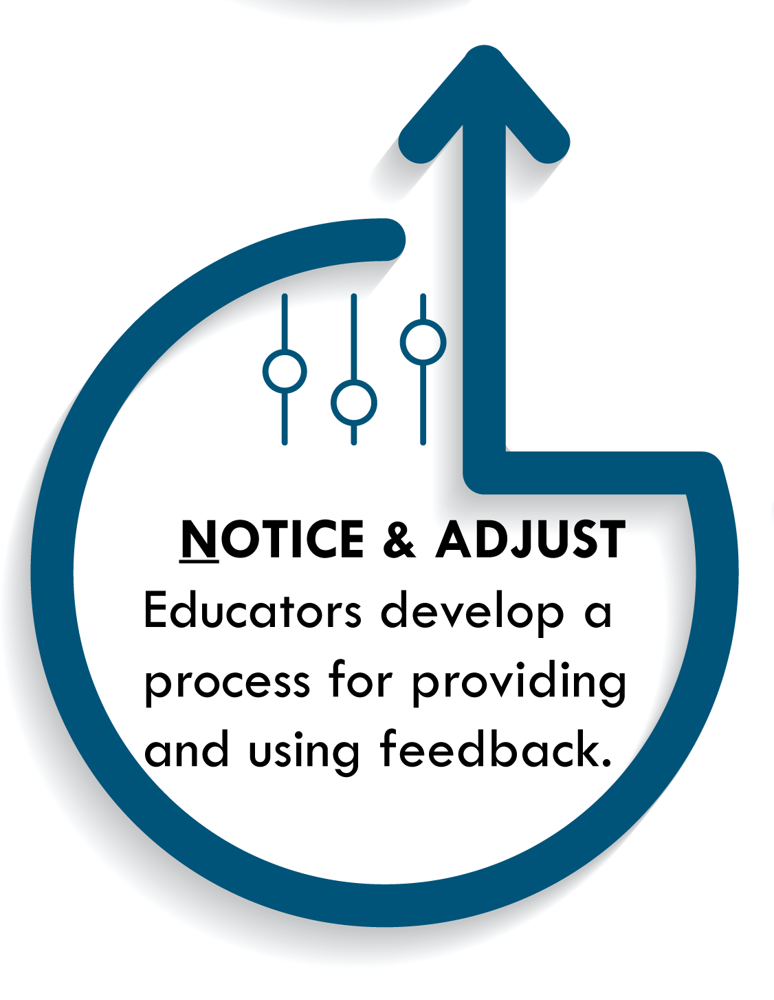 NOTICE & ADJUST
Educators develop a
process for providing
and using feedback.